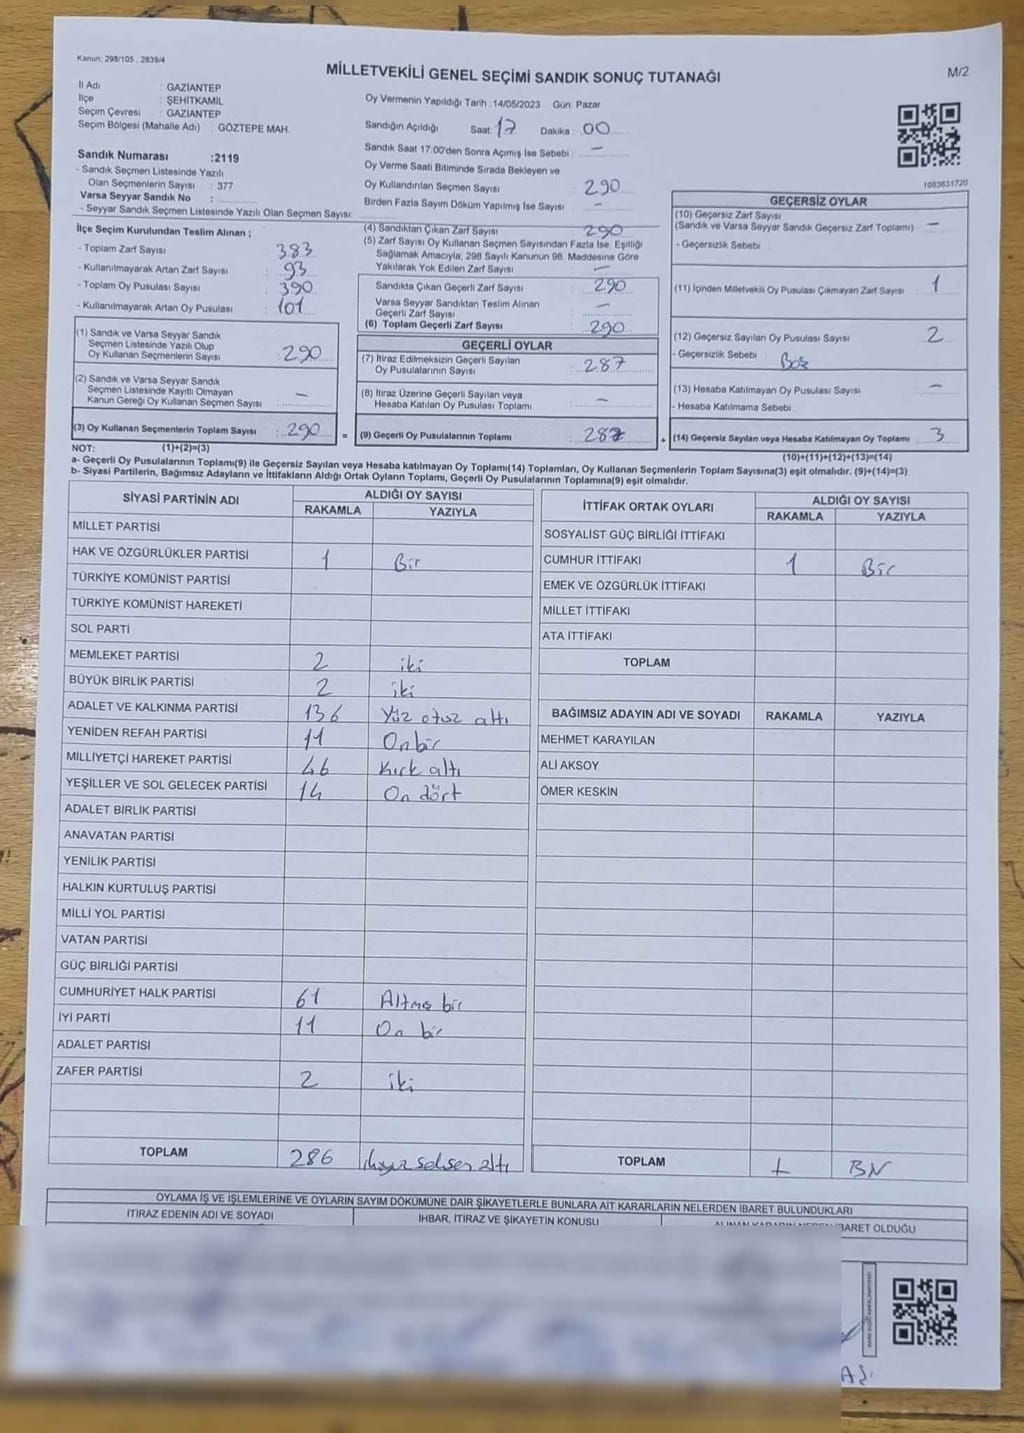 Kanun: 298/105 , 2839/4
MİLLETVEKİLİ GENEL SEÇİMİ SANDIK SONUÇ TUTANAĞI
M/2
İl Adı : GAZİANTEP
İlçe : ŞEHİTKAMİL
Seçim Çevresi : GAZİANTEP
Seçim Bölgesi (Mahalle Adı) : GÖZTEPE MAH.
Sandık Numarası :2119
- Sandık Seçmen Listesinde Yazılı
Olan Seçmenlerin Sayısı : 377
Varsa Seyyar Sandık No :
- Seyyar Sandık Seçmen Listesinde Yazılı Olan Seçmen Sayısı:
Oy Vermenin Yapıldığı Tarih :14/05/2023 Gün: Pazar
Sandığın Açıldığı Saat: 17 Dakika : 00
Sandık Saat 17:00'den Sonra Açımış İse Sebebi : —
Oy Verme Saati Bitiminde Sırada Bekleyen ve
Oy Kullandırılan Seçmen Sayısı 290
Birden Fazla Sayım Döküm Yapılmış İse Sayısı : —
1083631720
İlçe Seçim Kurulundan Teslim Alınan ;
- Toplam Zarf Sayısı : 383
- Kullanılmayarak Artan Zarf Sayısı : 93
- Toplam Oy Pusulası Sayısı : 390
- Kullanılmayarak Artan Oy Pusulası : 101
(1) Sandık ve Varsa Seyyar Sandık
Seçmen Listesinde Yazılı Olup
Oy Kullanan Seçmenlerin Sayısı : 290
(2) Sandık ve Varsa Seyyar Sandık
Seçmen Listesinde Kayıtlı Olmayan
Kanun Gereği Oy Kullanan Seçmen Sayısı : —
(3) Oy Kullanan Seçmenlerin Toplam Sayısı : 290
(4) Sandıktan Çıkan Zarf Sayısı : 290
(5) Zarf Sayısı Oy Kullanan Seçmen Sayısından Fazla İse, Eşitliği
Sağlamak Amacıyla; 298 Sayılı Kanunun 98. Maddesine Göre
Yakılarak Yok Edilen Zarf Sayısı : —
Sandıkta Çıkan Geçerli Zarf Sayısı : 290
Varsa Seyyar Sandıktan Teslim Alınan
Geçerli Zarf Sayısı : —
(6) Toplam Geçerli Zarf Sayısı : 290
GEÇERLİ OYLAR
(7) İtiraz Edilmeksizin Geçerli Sayılan
Oy Pusulalarının Sayısı : 287
(8) İtiraz Üzerine Geçerli Sayılan veya
Hesaba Katılan Oy Pusulası Toplamı : —
= (9) Geçerli Oy Pusulalarının Toplamı : 287
GEÇERSİZ OYLAR
(10) Geçersiz Zarf Sayısı : —
(Sandık ve Varsa Seyyar Sandık Geçersiz Zarf Toplamı)
- Geçersizlik Sebebi :
(11) İçinden Milletvekili Oy Pusulası Çıkmayan Zarf Sayısı : 1
(12) Geçersiz Sayılan Oy Pusulası Sayısı : 2
- Geçersizlik Sebebi : Boş
(13) Hesaba Katılmayan Oy Pusulası Sayısı : —
- Hesaba Katılmama Sebebi :
+ (14) Geçersiz Sayılan veya Hesaba Katılmayan Oy Toplamı : 3
NOT: (1)+(2)=(3)
(10)+(11)+(12)+(13)=(14)
a- Geçerli Oy Pusulalarının Toplamı(9) ile Geçersiz Sayılan veya Hesaba katılmayan Oy Toplamı(14) Toplamları, Oy Kullanan Seçmenlerin Toplam Sayısına(3) eşit olmalıdır. (9)+(14)=(3)
b- Siyasi Partilerin, Bağımsız Adayların ve İttifakların Aldığı Ortak Oyların Toplamı, Geçerli Oy Pusulalarının Toplamına(9) eşit olmalıdır.
SİYASİ PARTİNİN ADI ALDIĞI OY SAYISI
RAKAMLA YAZIYLA
MİLLET PARTİSİ
HAK VE ÖZGÜRLÜKLER PARTİSİ 1 Bir
TÜRKİYE KOMÜNİST PARTİSİ
TÜRKİYE KOMÜNİST HAREKETİ
SOL PARTİ
MEMLEKET PARTİSİ 2 iki
BÜYÜK BİRLİK PARTİSİ 2 iki
ADALET VE KALKINMA PARTİSİ 136 Yüz otuz altı
YENİDEN REFAH PARTİSİ 11 Onbir
MİLLİYETÇİ HAREKET PARTİSİ 46 Kırk altı
YEŞİLLER VE SOL GELECEK PARTİSİ 14 On dört
ADALET BİRLİK PARTİSİ
ANAVATAN PARTİSİ
YENİLİK PARTİSİ
HALKIN KURTULUŞ PARTİSİ
MİLLİ YOL PARTİSİ
VATAN PARTİSİ
GÜÇ BİRLİĞİ PARTİSİ
CUMHURİYET HALK PARTİSİ 61 Altmış bir
İYİ PARTİ 11 On bir
ADALET PARTİSİ
ZAFER PARTİSİ 2 iki
TOPLAM 286 ikiyüz seksen altı
İTTİFAK ORTAK OYLARI ALDIĞI OY SAYISI
RAKAMLA YAZIYLA
SOSYALİST GÜÇ BİRLİĞİ İTTİFAKI
CUMHUR İTTİFAKI 1 Bir
EMEK VE ÖZGÜRLÜK İTTİFAKI
MİLLET İTTİFAKI
ATA İTTİFAKI
TOPLAM
BAĞIMSIZ ADAYIN ADI VE SOYADI RAKAMLA YAZIYLA
MEHMET KARAYILAN
ALİ AKSOY
ÖMER KESKİN
TOPLAM 1
OYLAMA İŞ VE İŞLEMLERİNE VE OYLARIN SAYIM DÖKÜMÜNE DAİR ŞİKAYETLERLE BUNLARA AİT KARARLARIN NELERDEN İBARET BULUNDUKLARI
İTİRAZ EDENİN ADI VE SOYADI İHBAR, İTİRAZ VE ŞİKAYETİN KONUSU OLDUĞU